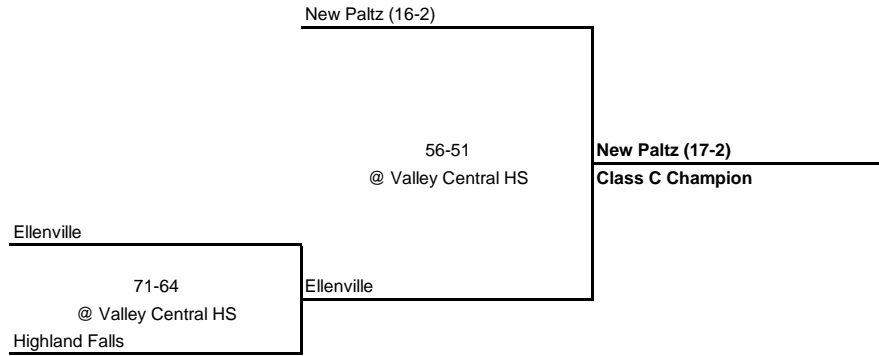 New Paltz (16-2)
56-51
@ Valley Central HS
New Paltz (17-2)
Class C Champion
Ellenville
71-64
@ Valley Central HS
Ellenville
Highland Falls